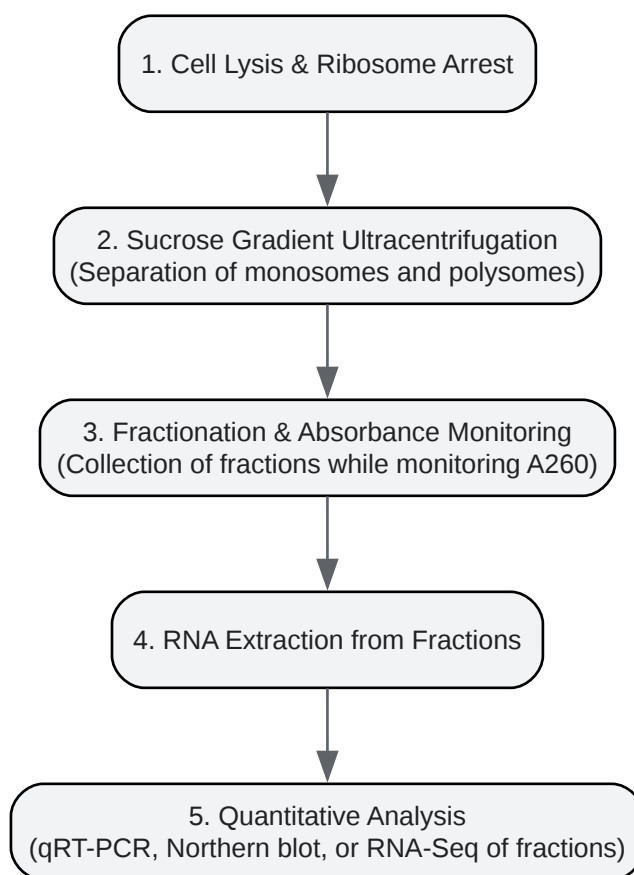 1. Cell Lysis & Ribosome Arrest
2. Sucrose Gradient Ultracentrifugation
(Separation of monosomes and polysomes)
3. Fractionation & Absorbance Monitoring
(Collection of fractions while monitoring A260)
4. RNA Extraction from Fractions
5. Quantitative Analysis
(qRT-PCR, Northern blot, or RNA-Seq of fractions)